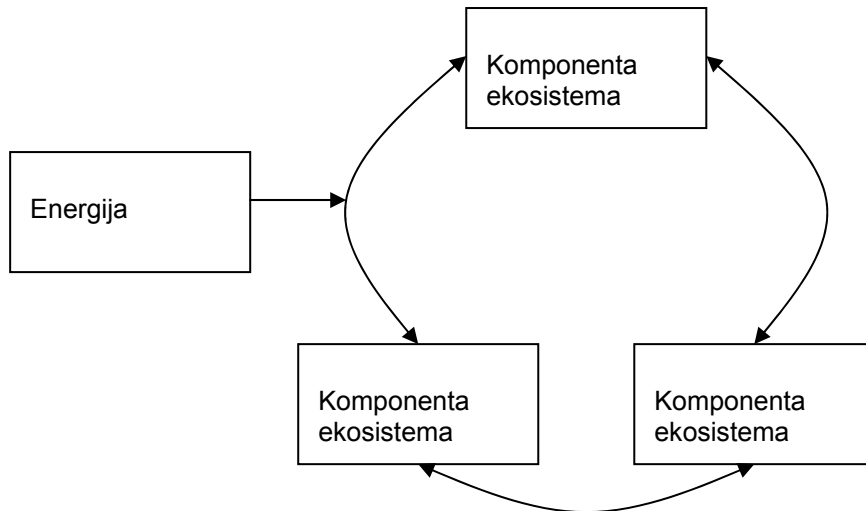 Komponenta
ekosistema
Energija
Komponenta
ekosistema
Komponenta
ekosistema